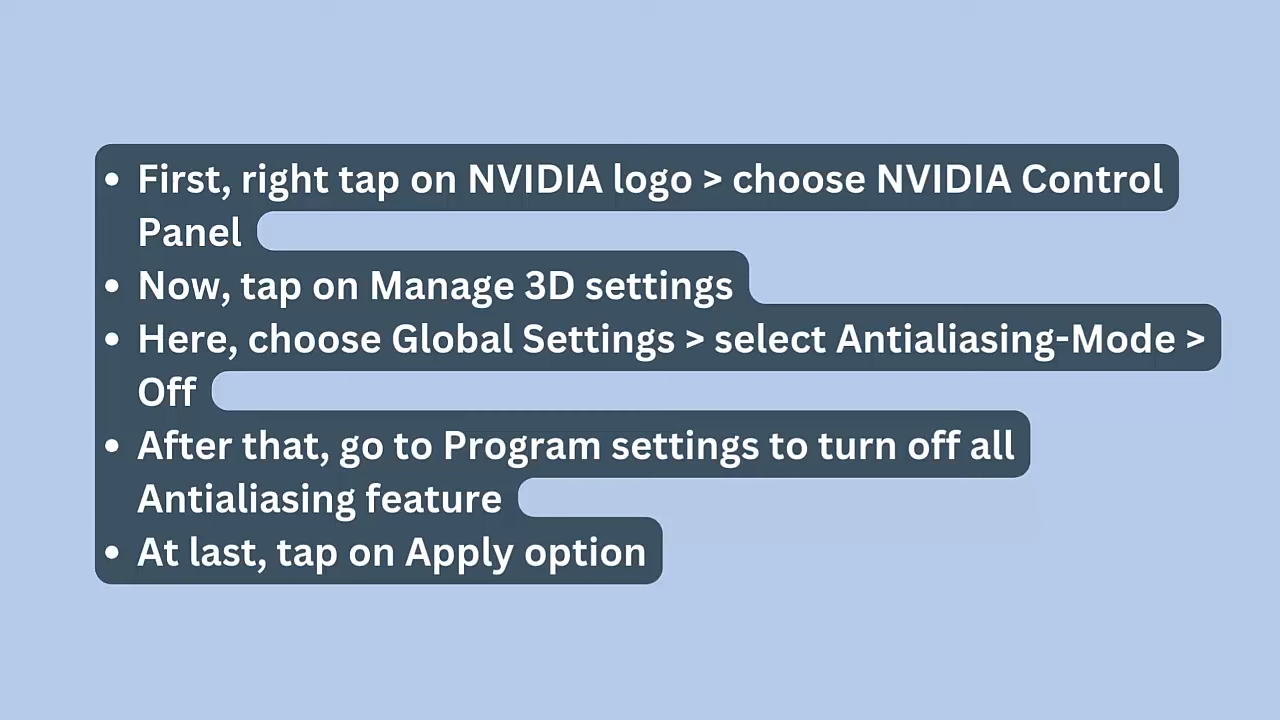 • First, right tap on NVIDIA logo > choose NVIDIA Control
Panel
• Now, tap on Manage 3D settings
• Here, choose Global Settings > select Antialiasing-Mode >
Off
• After that, go to Program settings to turn off all
Antialiasing feature
• At last, tap on Apply option